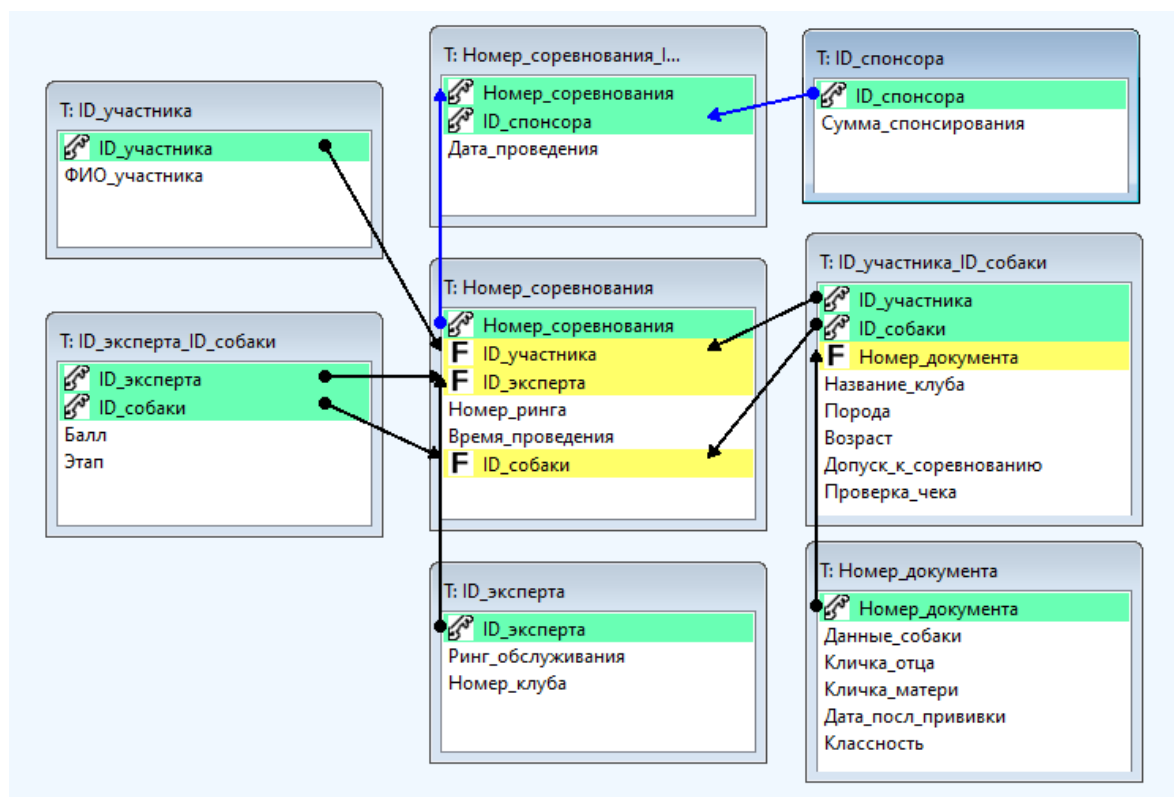 T: ID_участника
ID_участника
ФИО_участника
T: Номер_соревнования_I...
Номер_соревнования
ID_спонсора
Дата_проведения
T: ID_спонсора
ID_спонсора
Сумма_спонсирования
T: ID_эксперта_ID_собаки
ID_эксперта
ID_собаки
Балл
Этап
T: Номер_соревнования
Номер_соревнования
F ID_участника
F ID_эксперта
Номер_ринга
Время_проведения
F ID_собаки
T: ID_участника_ID_собаки
ID_участника
ID_собаки
F Номер_документа
Название_клуба
Порода
Возраст
Допуск_к_соревнованию
Проверка_чека
T: ID_эксперта
ID_эксперта
Ринг_обслуживания
Номер_клуба
T: Номер_документа
Номер_документа
Данные_собаки
Кличка_отца
Кличка_матери
Дата_посл_прививки
Классность